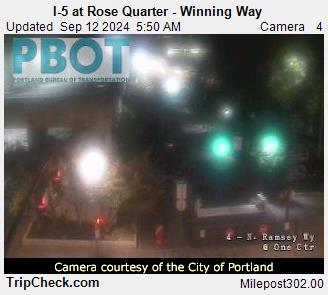 I-5 at Rose Quarter - Winning Way
Updated Sep 12 2024 5:50 AM Camera 4
PBOT
PORTLAND BUREAU OF TRANSPORTATION
4 - N. Ramsey Wy
@ One Ctr
Camera courtesy of the City of Portland
TripCheck.com Milepost302.00